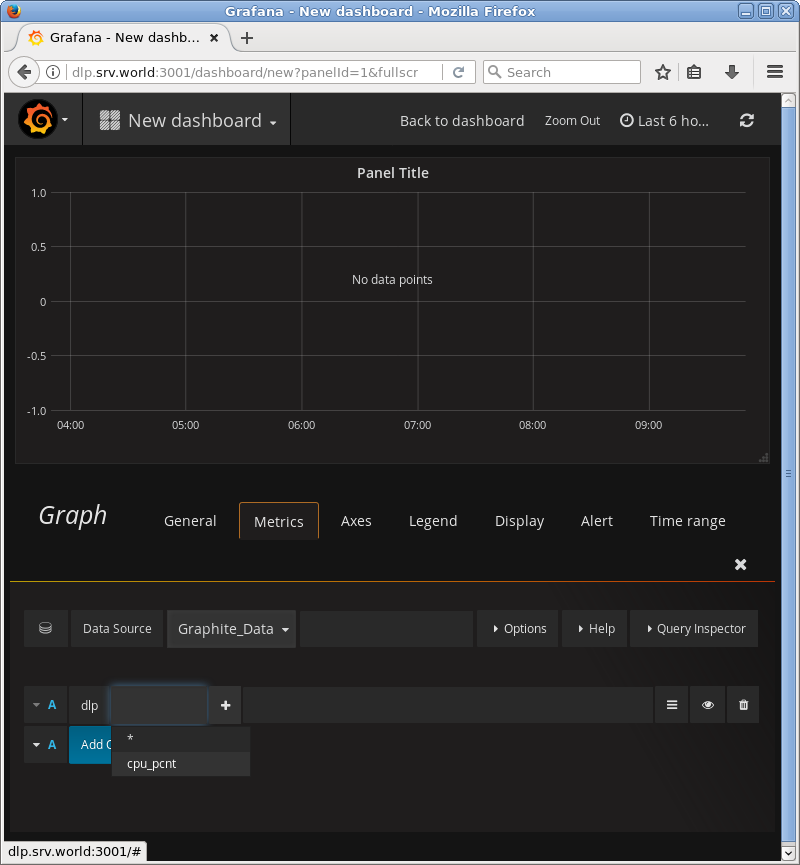 Grafana - New dashboard - Mozilla Firefox
Grafana - New dashb...
dlp.srv.world:3001/dashboard/new?panelId=1&fullscr
Search
New dashboard
Back to dashboard
Zoom Out
Last 6 ho...
Panel Title
1.0
0.5
No data points
0
-0.5
-1.0
04:00 05:00 06:00 07:00 08:00 09:00
Graph
General
Metrics
Axes
Legend
Display
Alert
Time range
Data Source
Graphite_Data
Options
Help
Query Inspector
A
dlp
A
Add
*
cpu_pcnt
dlp.srv.world:3001/#